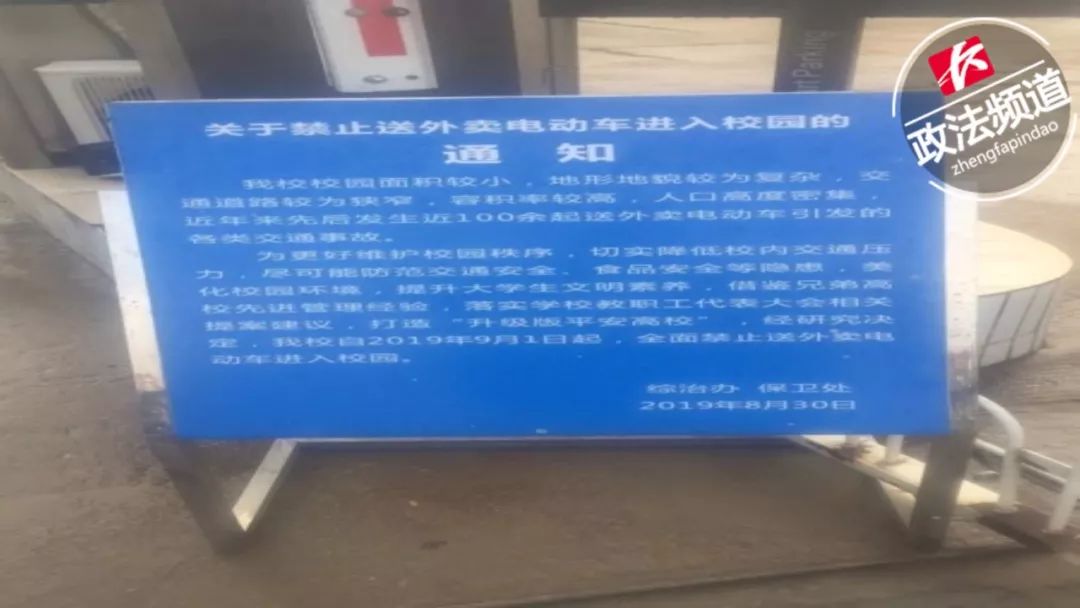 Parking
政法频道
zhengfapindao
关于禁止送外卖电动车进入校园的
通知
我校校园面积较小，地形地貌较为复杂，交
通道路较为狭窄，容积率较高，人口高度密集，
近年来先后发生近100余起送外卖电动车引发的
各类交通事故。
为更好维护校园秩序，切实降低校内交通压
力，尽可能防范交通安全、食品安全等隐患，美
化校园环境，提升大学生文明素养，借鉴兄弟高
校先进管理经验，落实学校教职工代表大会相关
提案建议，打造“升级版平安高校”，经研究决
定，我校自2019年9月1日起，全面禁止送外卖电
动车进入校园。
综治办 保卫处
2019年8月30日